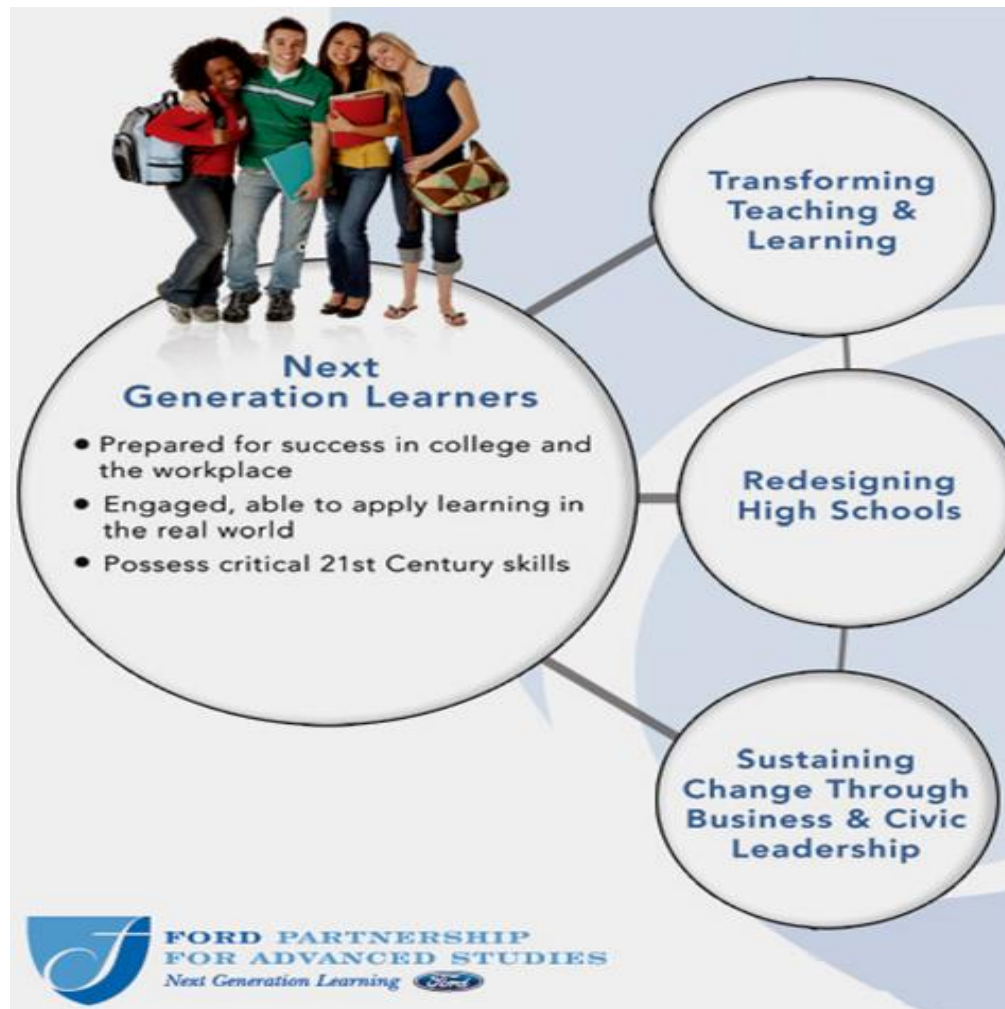 Next
Generation Learners
• Prepared for success in college and
the workplace
• Engaged, able to apply learning in
the real world
• Possess critical 21st Century skills
Transforming
Teaching &
Learning
Redesigning
High Schools
Sustaining
Change Through
Business & Civic
Leadership
FORD PARTNERSHIP
FOR ADVANCED STUDIES
Next Generation Learning Ford